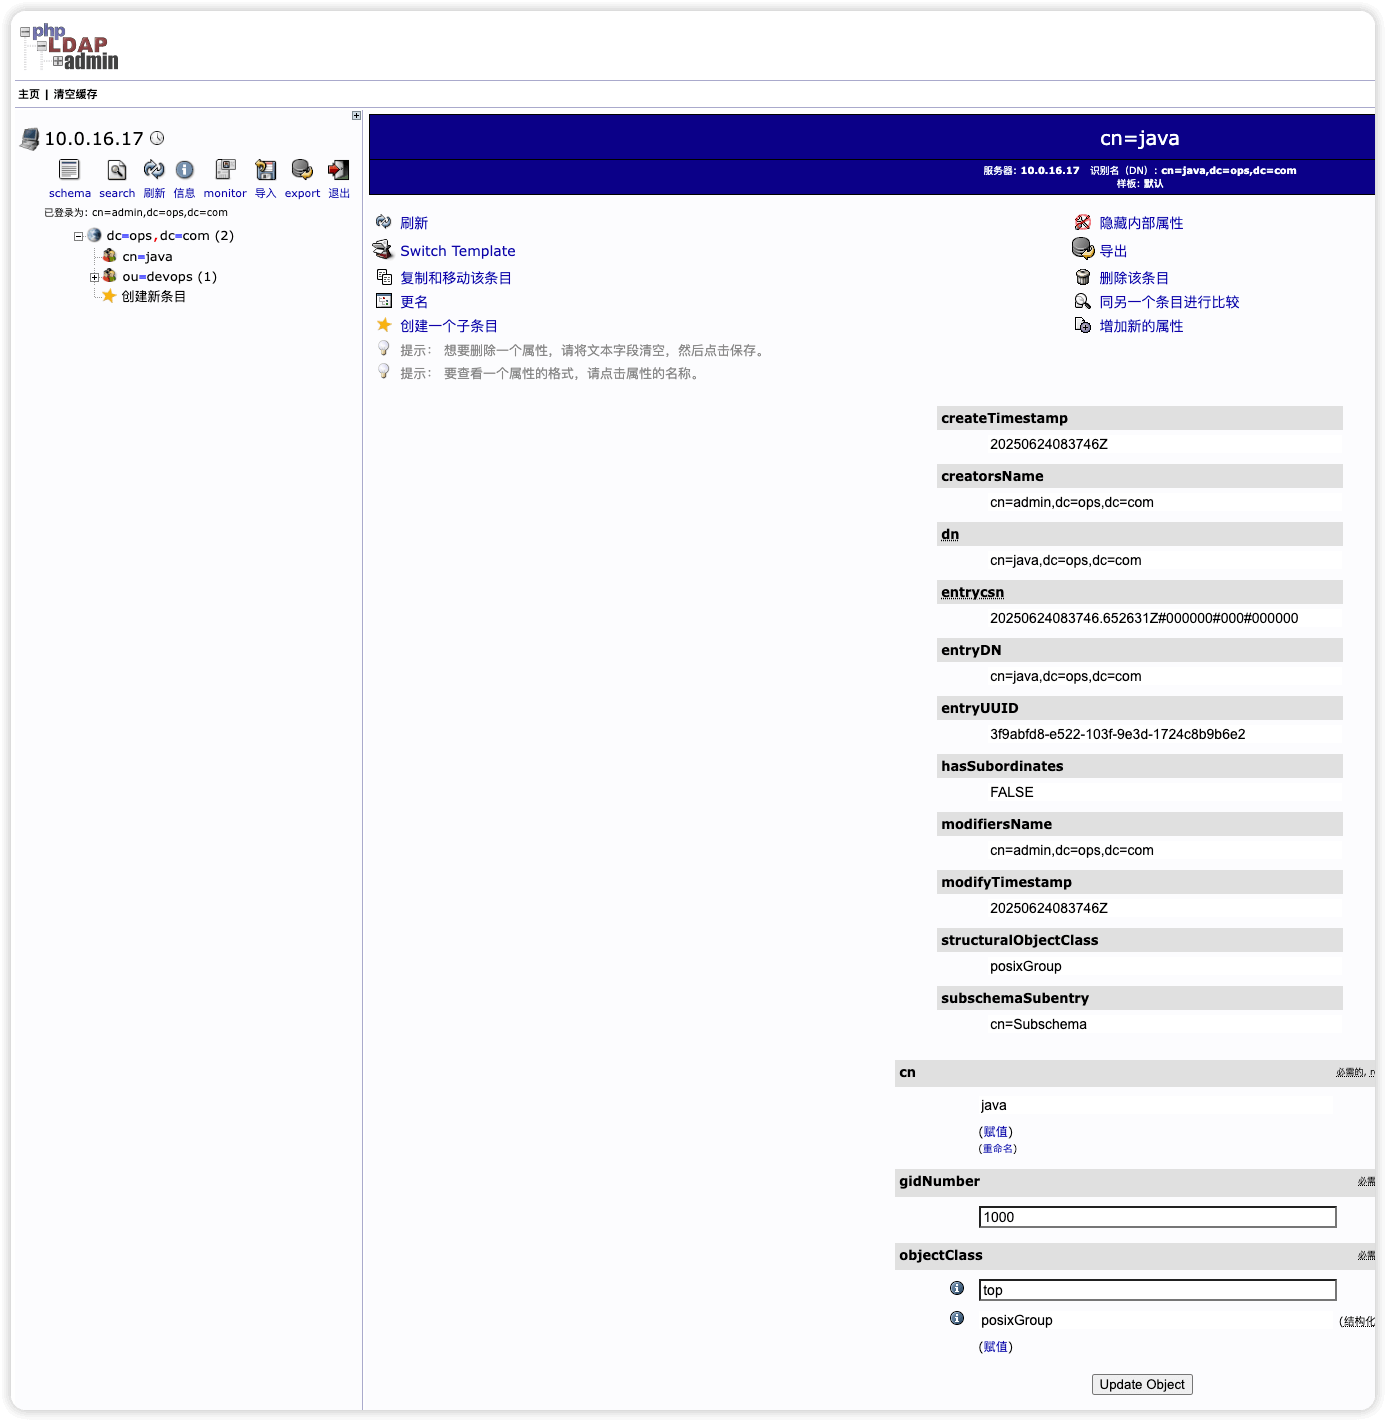 php
LDAP
admin
主页 | 清空缓存
10.0.16.17
schema search 刷新 信息 monitor 导入 export 退出
已登录为: cn=admin,dc=ops,dc=com
dc=ops,dc=com (2)
cn=java
ou=devops (1)
创建新条目
cn=java
服务器: 10.0.16.17 识别名（DN）: cn=java,dc=ops,dc=com
样板: 默认
刷新
Switch Template
复制和移动该条目
更名
创建一个子条目
隐藏内部属性
导出
删除该条目
同另一个条目进行比较
增加新的属性
提示： 想要删除一个属性，请将文本字段清空，然后点击保存。
提示： 要查看一个属性的格式，请点击属性的名称。
createTimestamp
20250624083746Z
creatorsName
cn=admin,dc=ops,dc=com
dn
cn=java,dc=ops,dc=com
entrycsn
20250624083746.652631Z#000000#000#000000
entryDN
cn=java,dc=ops,dc=com
entryUUID
3f9abfd8-e522-103f-9e3d-1724c8b9b6e2
hasSubordinates
FALSE
modifiersName
cn=admin,dc=ops,dc=com
modifyTimestamp
20250624083746Z
structuralObjectClass
posixGroup
subschemaSubentry
cn=Subschema
cn 必需的,
java
(赋值)
(重命名)
gidNumber 必需
1000
objectClass 必需
top
posixGroup (结构化
(赋值)
Update Object